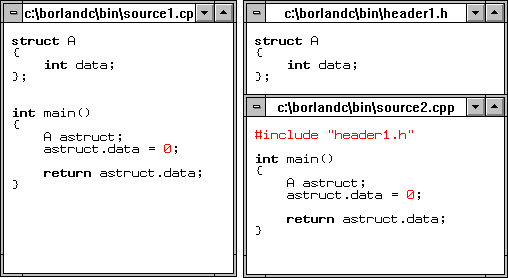 c:\borlandc\bin\source1.cp
struct A
{
    int data;
};
int main()
{
    A astruct;
    astruct.data = 0;
    return astruct.data;
}
c:\borlandc\bin\header1.h
struct A
{
    int data;
};
c:\borlandc\bin\source2.cpp
#include "header1.h"
int main()
{
    A astruct;
    astruct.data = 0;
    return astruct.data;
}